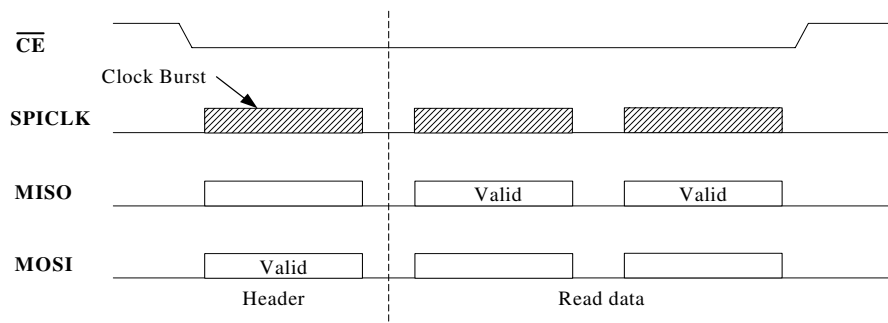 CE
Clock Burst
SPICLK
MISO
Valid
Valid
MOSI
Valid
Header
Read data